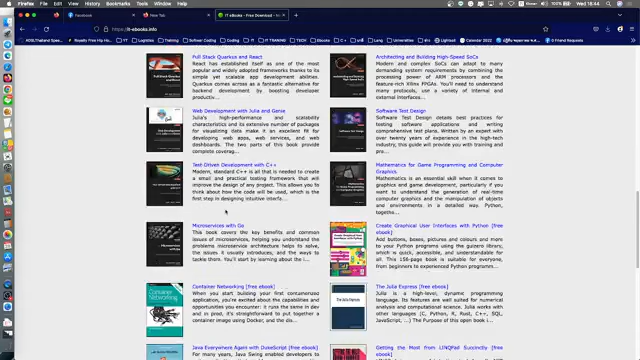 Firefox File Edit View History Bookmarks Tools Window Help
Wed 18:44
Facebook
New Tab
IT eBooks - Free Download - It
https://it-ebooks.info
Full Stack Quarkus and React
React has established itself as one of the most
popular and widely adopted frameworks thanks to its
simple yet scalable app development abilities.
Quarkus comes across as a fantastic alternative for
backend development by boosting developer
productiv...
Architecting and Building High-Speed SoCs
Modern and complex SoCs can adapt to many
demanding system requirements by combining the
processing power of ARM processors and the
feature-rich Xilinx FPGAs. You'll need to understand
many protocols, use a variety of internal and
external interfaces...
Web Development with Julia and Genie
Julia's high-performance and scalability
characteristics and its extensive number of packages
for visualizing data make it an excellent fit for
developing web apps, web services, and web
dashboards. The two parts of this book provide
complete coverag...
Software Test Design
Software Test Design details best practices for
testing software applications and writing
comprehensive test plans. Written by an expert with
over twenty years of experience in the high-tech
industry, this guide will provide you with training and
pro...
Test-Driven Development with C++
Modern, standard C++ is all that is needed to create
a small and practical testing framework that will
improve the design of any project. This allows you to
think about how the code will be used, which is the
first step in designing intuitive interfa...
Mathematics for Game Programming and Computer
Graphics
Mathematics is an essential skill when it comes to
graphics and game development, particularly if you
want to understand the generation of real-time
computer graphics and the manipulation of objects
and environments in a detailed way. Python,
togethe...
Microservices with Go
This book covers the key benefits and common
issues of microservices, helping you understand the
problems microservice architecture helps to solve,
the issues it usually introduces, and the ways to
tackle them. You'll start by learning about the i...
Create Graphical User Interfaces with Python [free
ebook]
Add buttons, boxes, pictures and colours and more
to your Python programs using the guizero library,
which is quick, accessible, and understandable for
all. This 156-page book is suitable for everyone,
from beginners to experienced Python programm...
Container Networking [free ebook]
When you start building your first containerized
application, you're excited about the capabilities and
opportunities you encounter: it runs the same in dev
and in prod, it's straightforward to put together a
container image using Docker, and the dis...
Container
Networking
The Julia Express [free ebook]
Julia is a high-level, dynamic programming
language. Its features are well suited for numerical
analysis and computational science. Julia works with
other languages (C, Python, R, Rust, C++, SQL,
JavaScript, ...) The Purpose of this open book i...
The Julia Express
Java Everywhere Again with DukeScript [free ebook]
For many years, Java Swing enabled developers to
Getting the Most from LINQPad Succinctly [free
ebook]